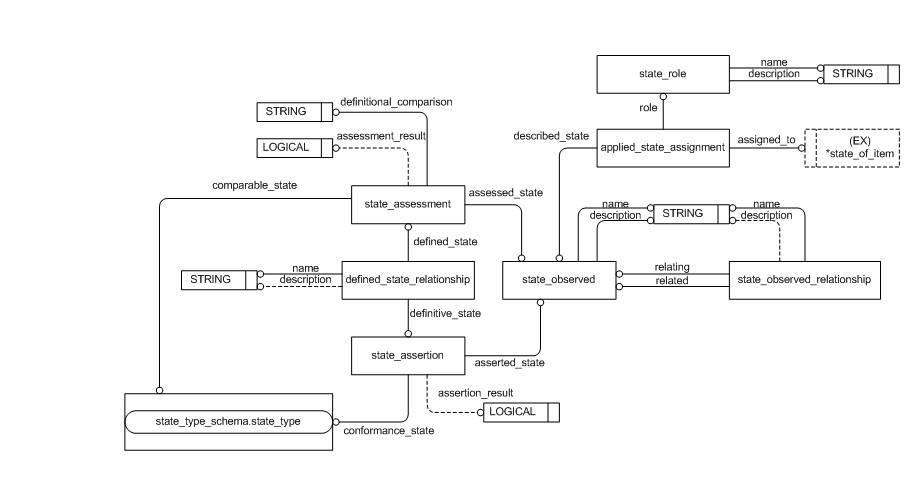 name
state_role
description
STRING
role
STRING
definitional_comparison
LOGICAL
assessment_result
described_state
applied_state_assignment
assigned_to
(EX)
*state_of_item
comparable_state
state_assessment
assessed_state
name
description
STRING
name
description
defined_state
STRING
name
description
defined_state_relationship
state_observed
relating
related
state_observed_relationship
definitive_state
state_assertion
asserted_state
assertion_result
LOGICAL
state_type_schema.state_type
conformance_state